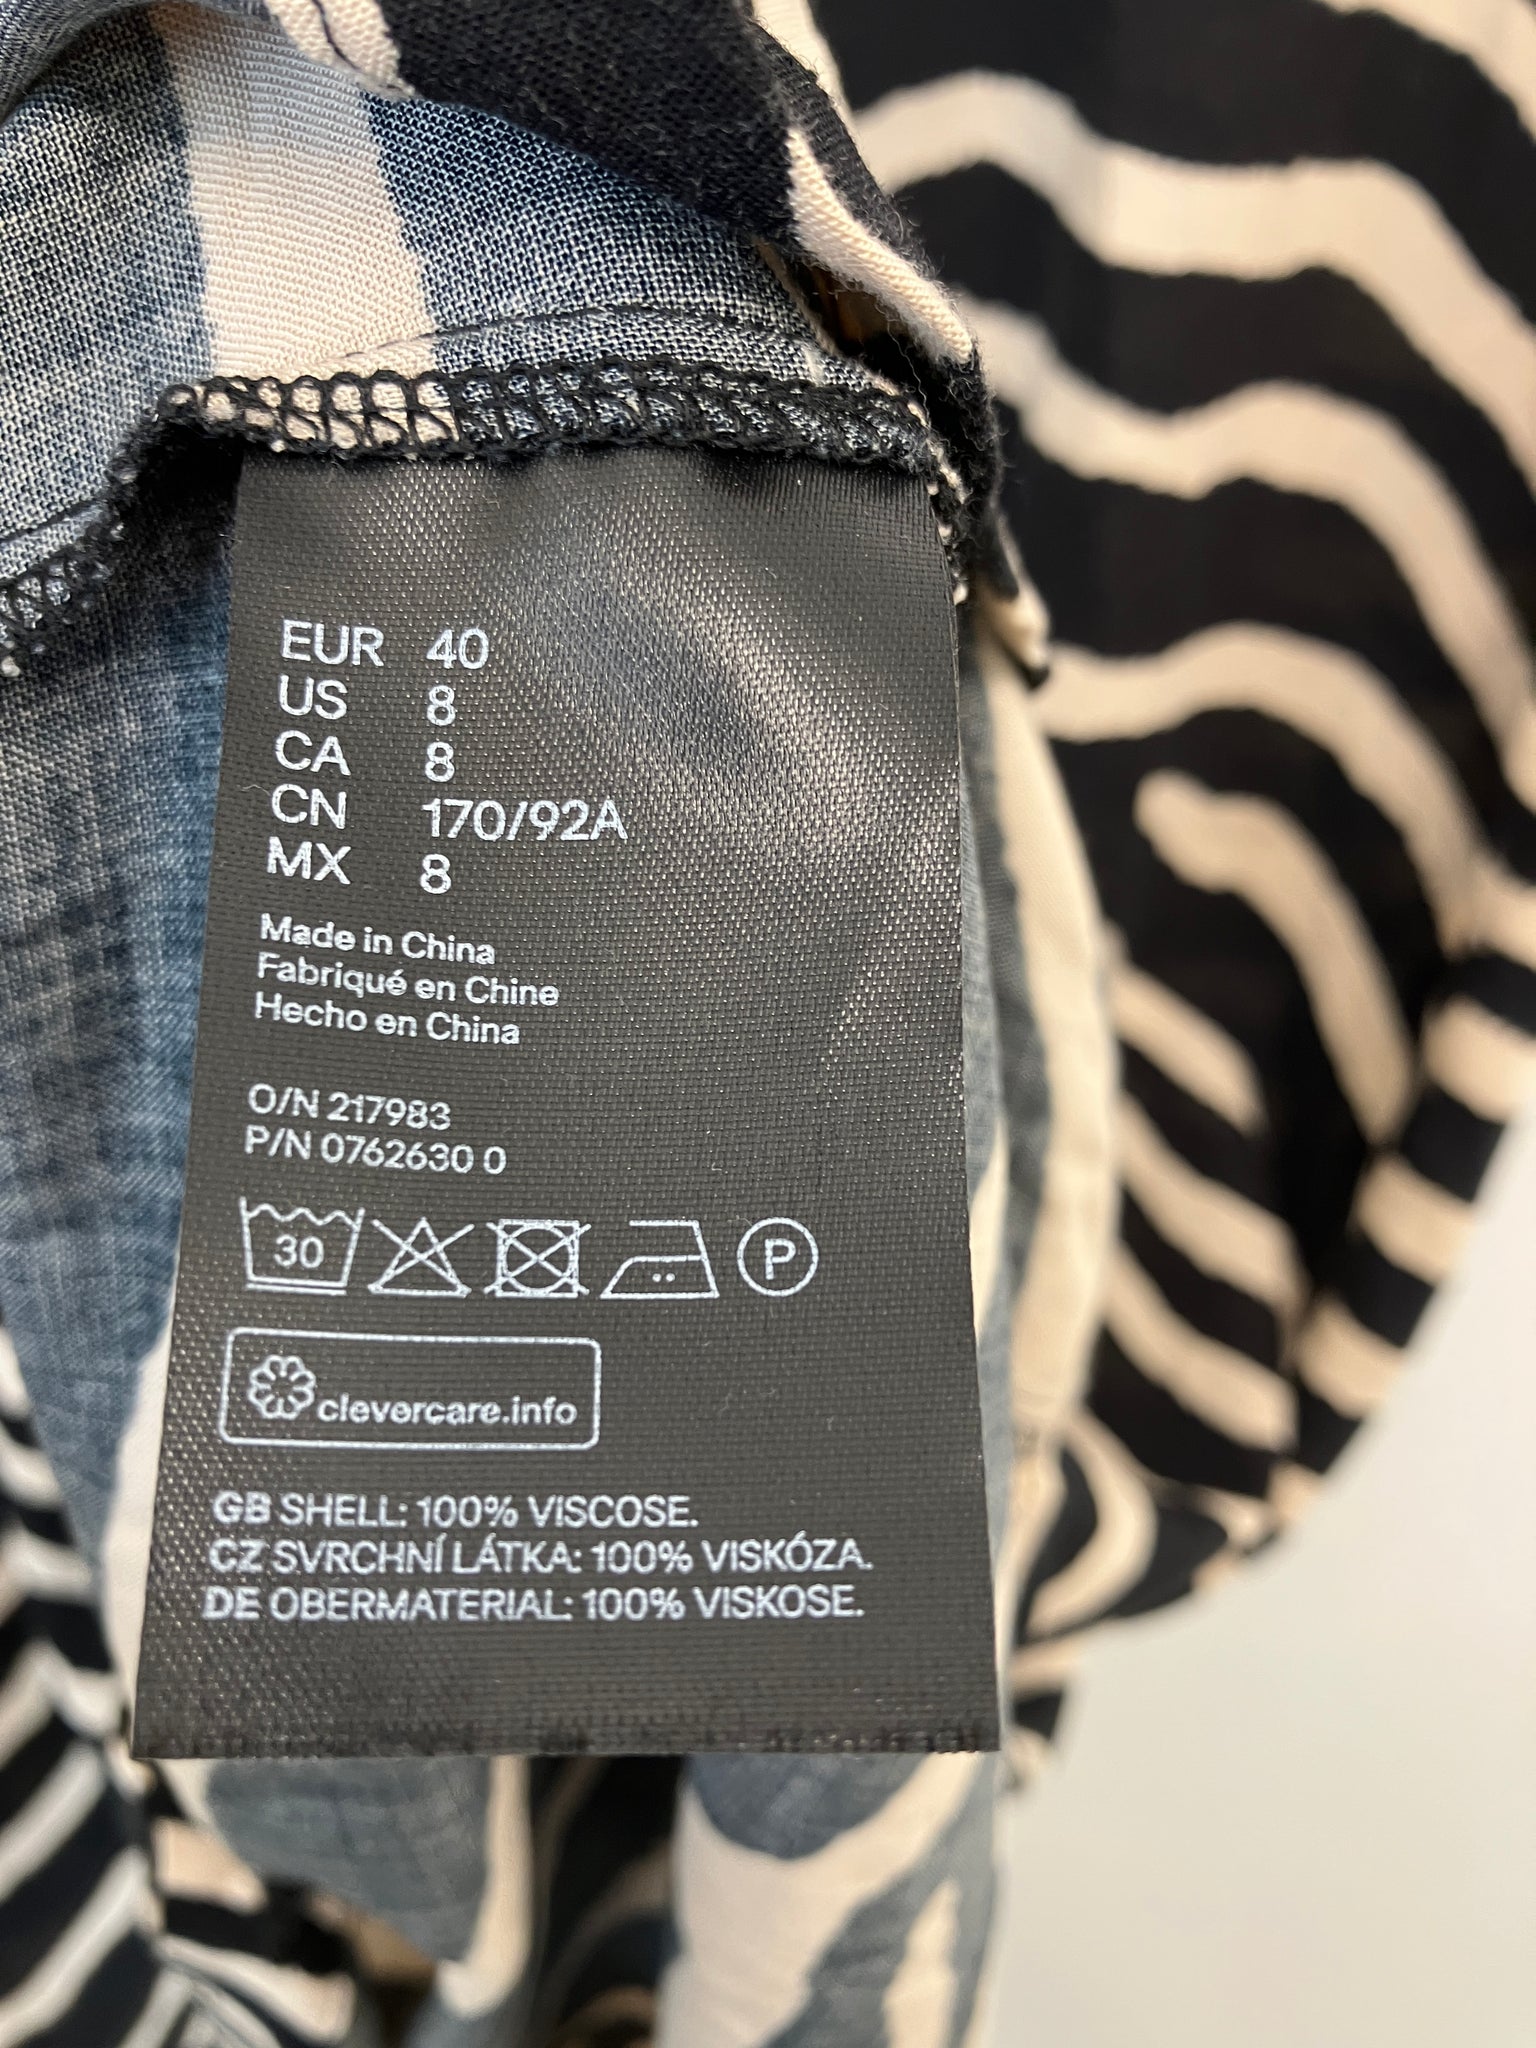 EUR 40
US 8
CA 8
CN 170/92A
MX 8
Made in China
Fabriqué en Chine
Hecho en China
O/N 217983
P/N 0762630 0
30 P
clevercare.info
GB SHELL: 100% VISCOSE.
CZ SVRCHNÍ LÁTKA: 100% VISKÓZA.
DE OBERMATERIAL: 100% VISKOSE.